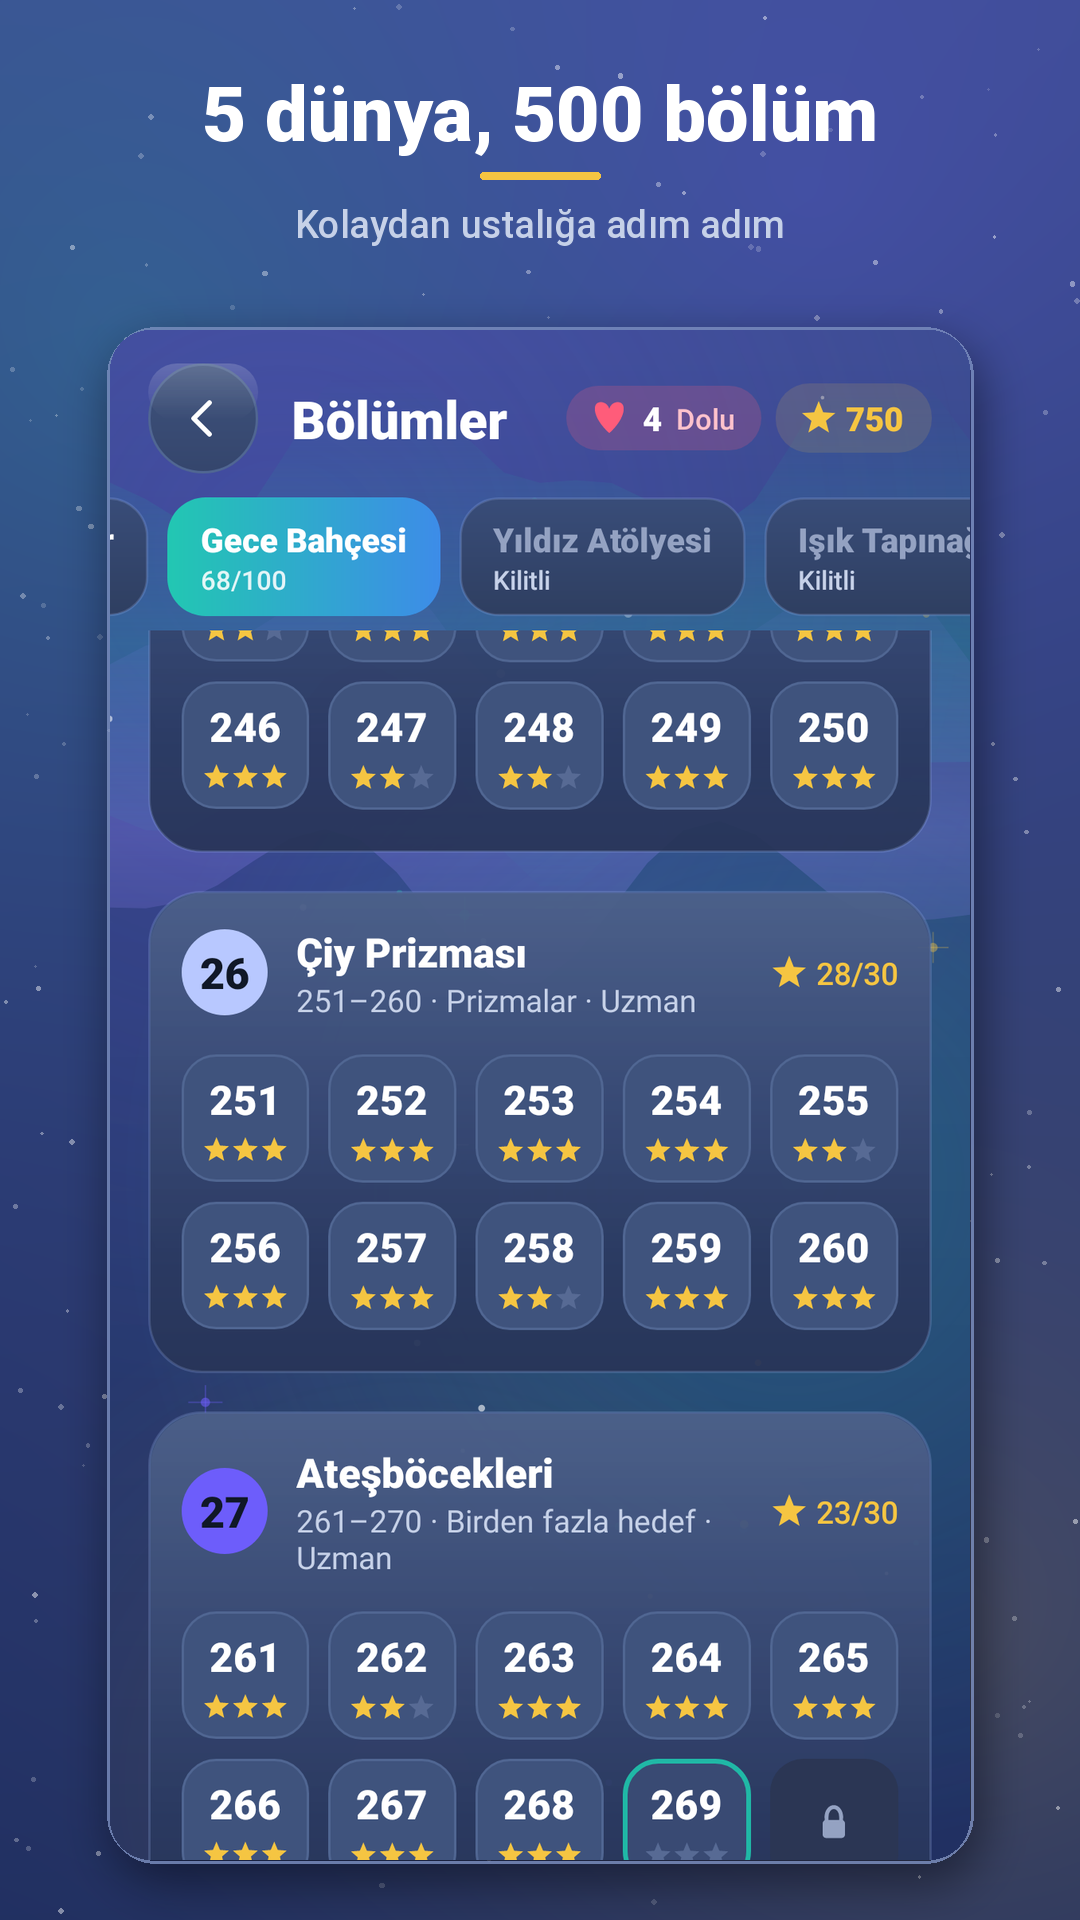 5 dünya, 500 bölüm
Kolaydan ustalığa adım adım
Bölümler
4 Dolu
750
Gece Bahçesi
68/100
Yıldız Atölyesi
Kilitli
Işık
Kilitli
246 247 248 249 250
26
Çiy Prizması
251–260 · Prizmalar · Uzman
28/30
251 252 253 254 255
256 257 258 259 260
27
Ateşböcekleri
261–270 · Birden fazla hedef ·
Uzman
23/30
261 262 263 264 265
266 267 268 269